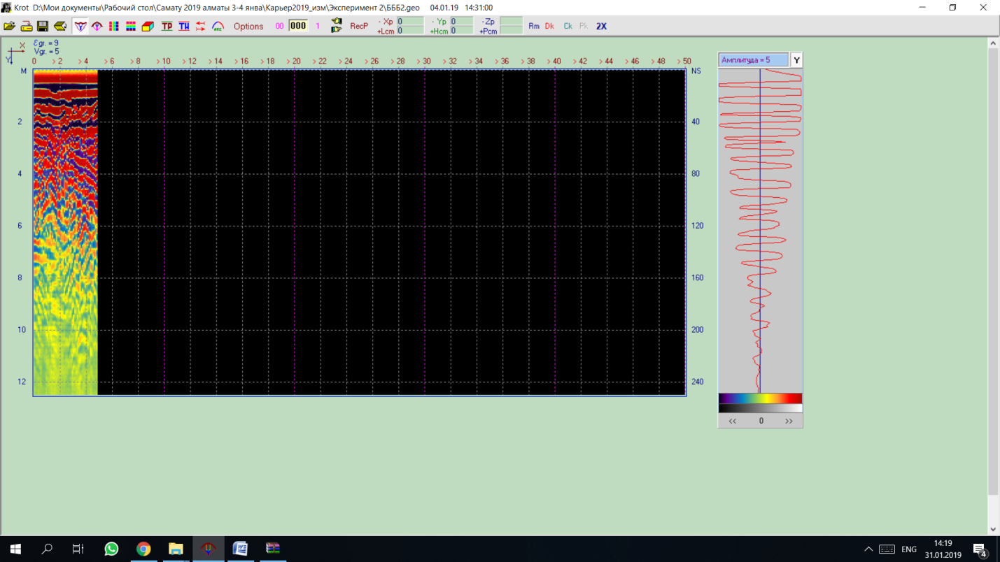 Krot D:\Мои документы\Рабочий стол\Самату 2019 алматы 3-4 янва\Карьер2019_изм\Эксперимент 2\БББ2.geo 04.01.19 14:31:00
TP TW ARC Options 00 000 1 RecP - Xp 0 - Yp 0 - Zp Rm Dk Ck Pk 2X
+Lcm 0 +Hcm 0 +Pcm
X Ɛgr. = 9
Y Vgr. = 5
0 > 2 > 4 > 6 > 8 > 10 > 12 > 14 > 16 > 18 > 20 > 22 > 24 > 26 > 28 > 30 > 32 > 34 > 36 > 38 > 40 > 42 > 44 > 46 > 48 > 50
Амплитуда = 5 Y
M NS
2 40
4 80
6 120
8 160
10 200
12 240
<< 0 >>
ENG 14:19
31.01.2019
4